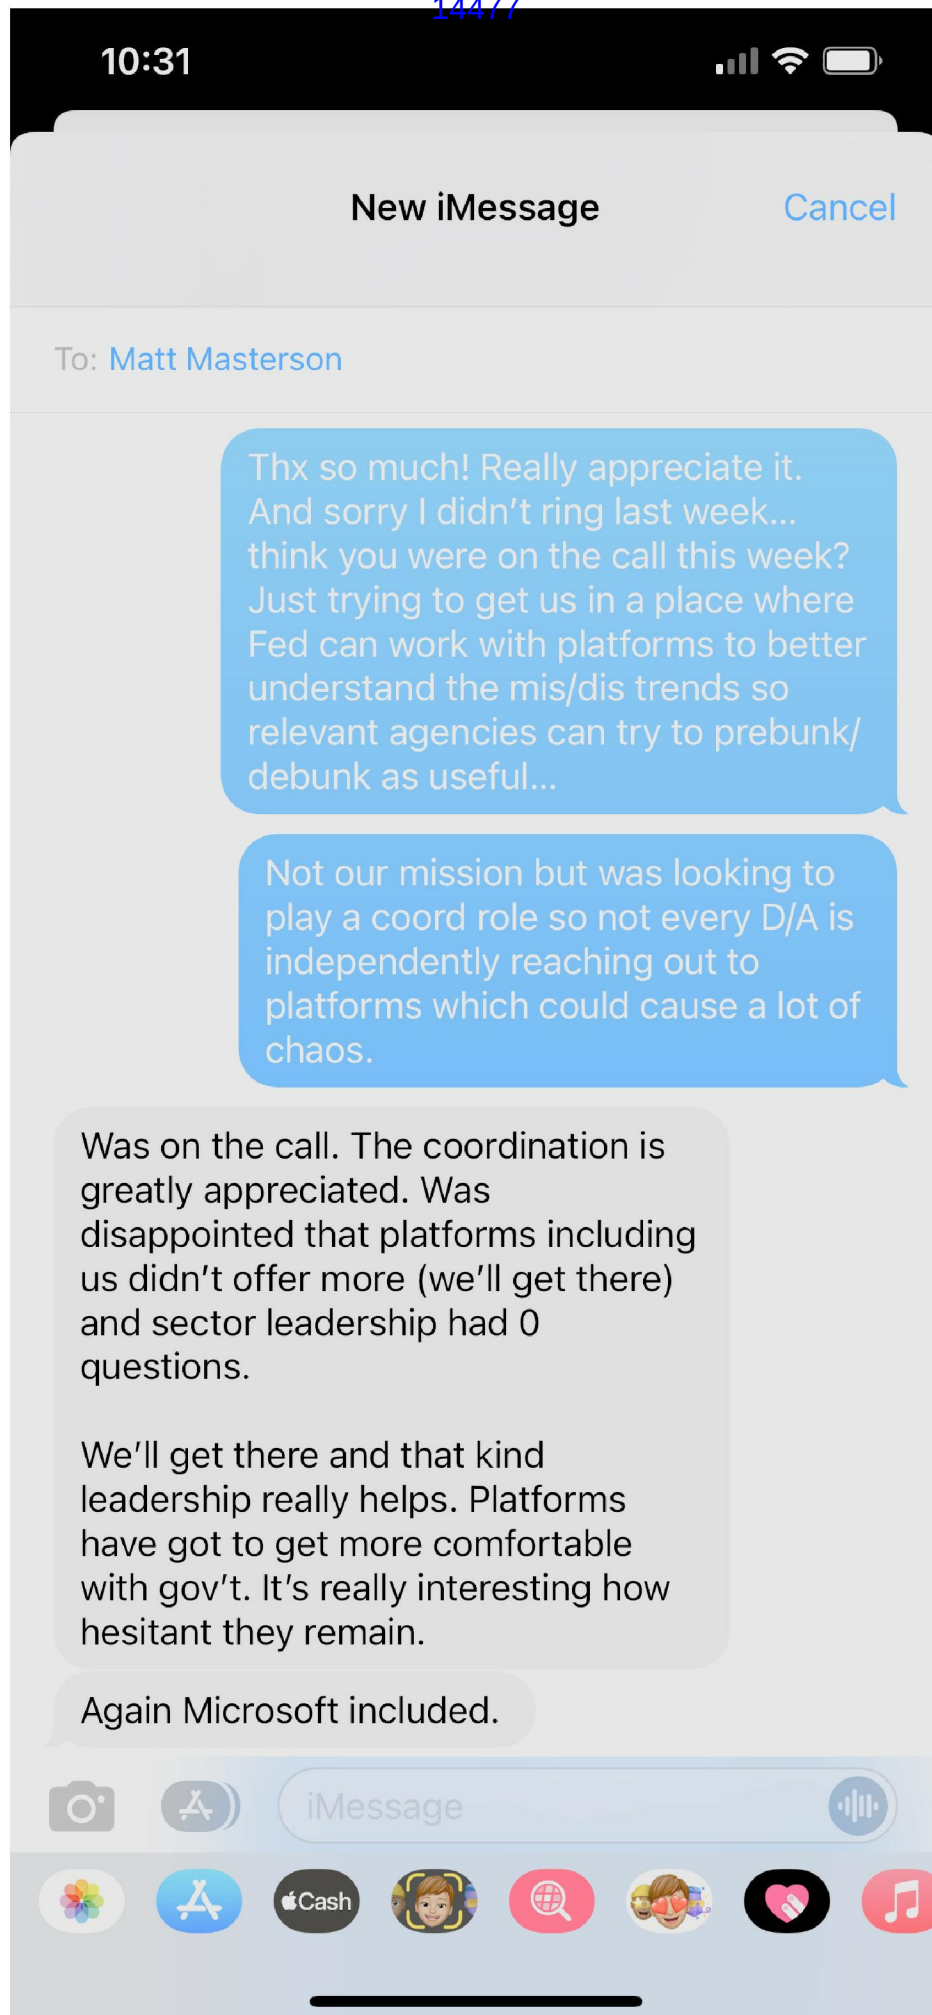 14477
10:31
New iMessage
Cancel
To: Matt Masterson
Thx so much! Really appreciate it.
And sorry I didn't ring last week...
think you were on the call this week?
Just trying to get us in a place where
Fed can work with platforms to better
understand the mis/dis trends so
relevant agencies can try to prebunk/
debunk as useful...
Not our mission but was looking to
play a coord role so not every D/A is
independently reaching out to
platforms which could cause a lot of
chaos.
Was on the call. The coordination is
greatly appreciated. Was
disappointed that platforms including
us didn't offer more (we'll get there)
and sector leadership had 0
questions.
We'll get there and that kind
leadership really helps. Platforms
have got to get more comfortable
with gov't. It's really interesting how
hesitant they remain.
Again Microsoft included.
iMessage
Cash